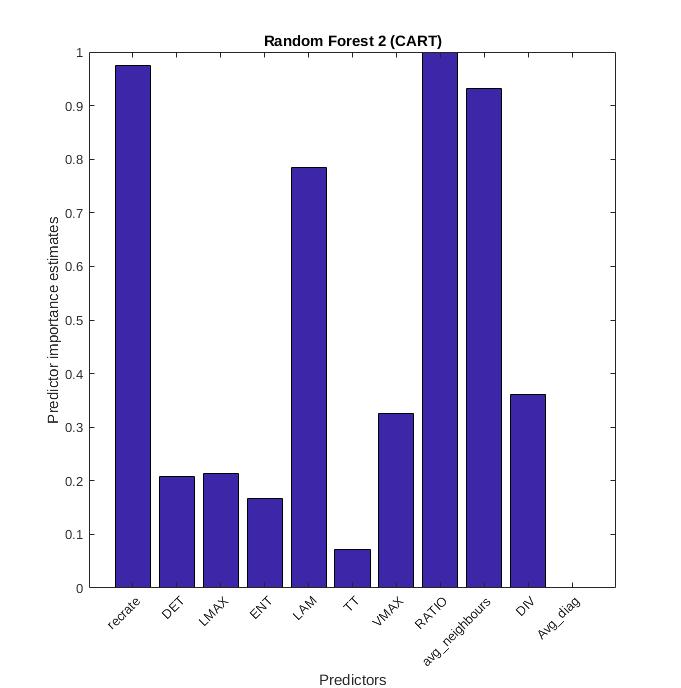 Random Forest 2 (CART)
Predictor importance estimates
1
0.9
0.8
0.7
0.6
0.5
0.4
0.3
0.2
0.1
0
recrate
DET
LMAX
ENT
LAM
TT
VMAX
RATIO
avg_neighbours
DIV
Avg_diag
Predictors